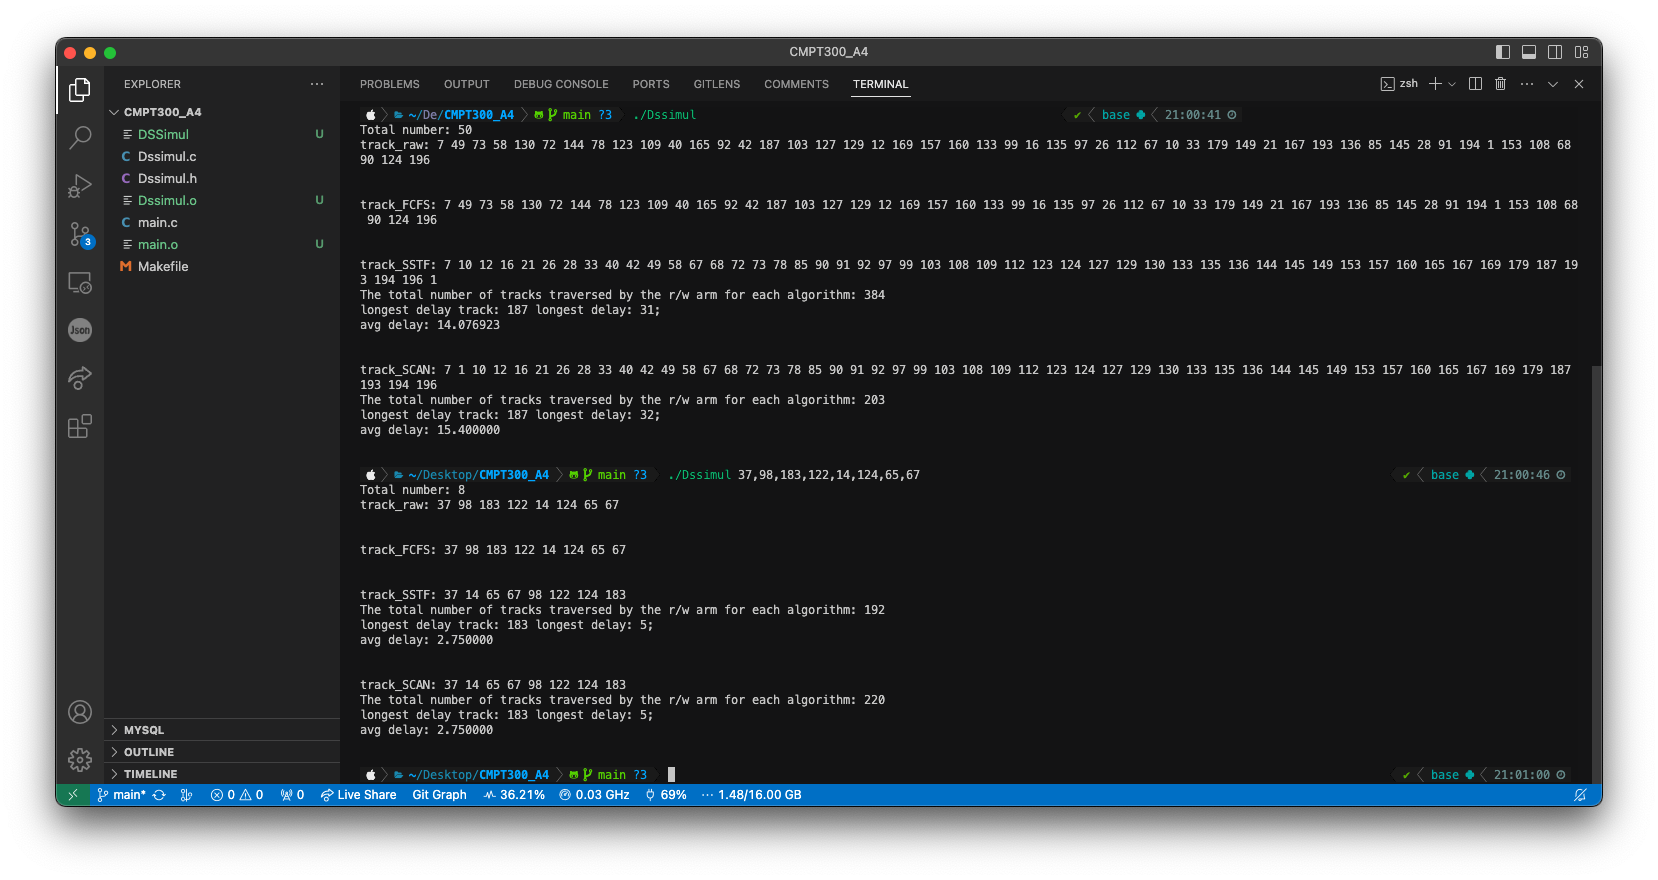 CMPT300_A4
EXPLORER
PROBLEMS OUTPUT DEBUG CONSOLE PORTS GITLENS COMMENTS TERMINAL
zsh
CMPT300_A4
DSSimul U
Dssimul.c
Dssimul.h
Dssimul.o U
main.c
main.o U
Makefile
3
Json
MYSQL
OUTLINE
TIMELINE
~/De/CMPT300_A4 main ?3 ./Dssimul ✔ base 21:00:41
Total number: 50
track_raw: 7 49 73 58 130 72 144 78 123 109 40 165 92 42 187 103 127 129 12 169 157 160 133 99 16 135 97 26 112 67 10 33 179 149 21 167 193 136 85 145 28 91 194 1 153 108 68
90 124 196
track_FCFS: 7 49 73 58 130 72 144 78 123 109 40 165 92 42 187 103 127 129 12 169 157 160 133 99 16 135 97 26 112 67 10 33 179 149 21 167 193 136 85 145 28 91 194 1 153 108 68
90 124 196
track_SSTF: 7 10 12 16 21 26 28 33 40 42 49 58 67 68 72 73 78 85 90 91 92 97 99 103 108 109 112 123 124 127 129 130 133 135 136 144 145 149 153 157 160 165 167 169 179 187 19
3 194 196 1
The total number of tracks traversed by the r/w arm for each algorithm: 384
longest delay track: 187 longest delay: 31;
avg delay: 14.076923
track_SCAN: 7 1 10 12 16 21 26 28 33 40 42 49 58 67 68 72 73 78 85 90 91 92 97 99 103 108 109 112 123 124 127 129 130 133 135 136 144 145 149 153 157 160 165 167 169 179 187
193 194 196
The total number of tracks traversed by the r/w arm for each algorithm: 203
longest delay track: 187 longest delay: 32;
avg delay: 15.400000
~/Desktop/CMPT300_A4 main ?3 ./Dssimul 37,98,183,122,14,124,65,67 ✔ base 21:00:46
Total number: 8
track_raw: 37 98 183 122 14 124 65 67
track_FCFS: 37 98 183 122 14 124 65 67
track_SSTF: 37 14 65 67 98 122 124 183
The total number of tracks traversed by the r/w arm for each algorithm: 192
longest delay track: 183 longest delay: 5;
avg delay: 2.750000
track_SCAN: 37 14 65 67 98 122 124 183
The total number of tracks traversed by the r/w arm for each algorithm: 220
longest delay track: 183 longest delay: 5;
avg delay: 2.750000
~/Desktop/CMPT300_A4 main ?3 ✔ base 21:01:00
main* 0 0 0 Live Share Git Graph 36.21% 0.03 GHz 69% 1.48/16.00 GB